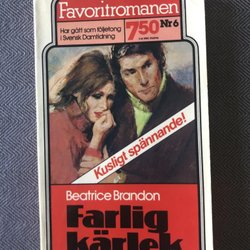 Favoritromanen
Har gått som följetong
i Svensk Damtidning
7.50 Nr 6
Kusligt spännande!
Beatrice Brandon
Farlig
kärlek